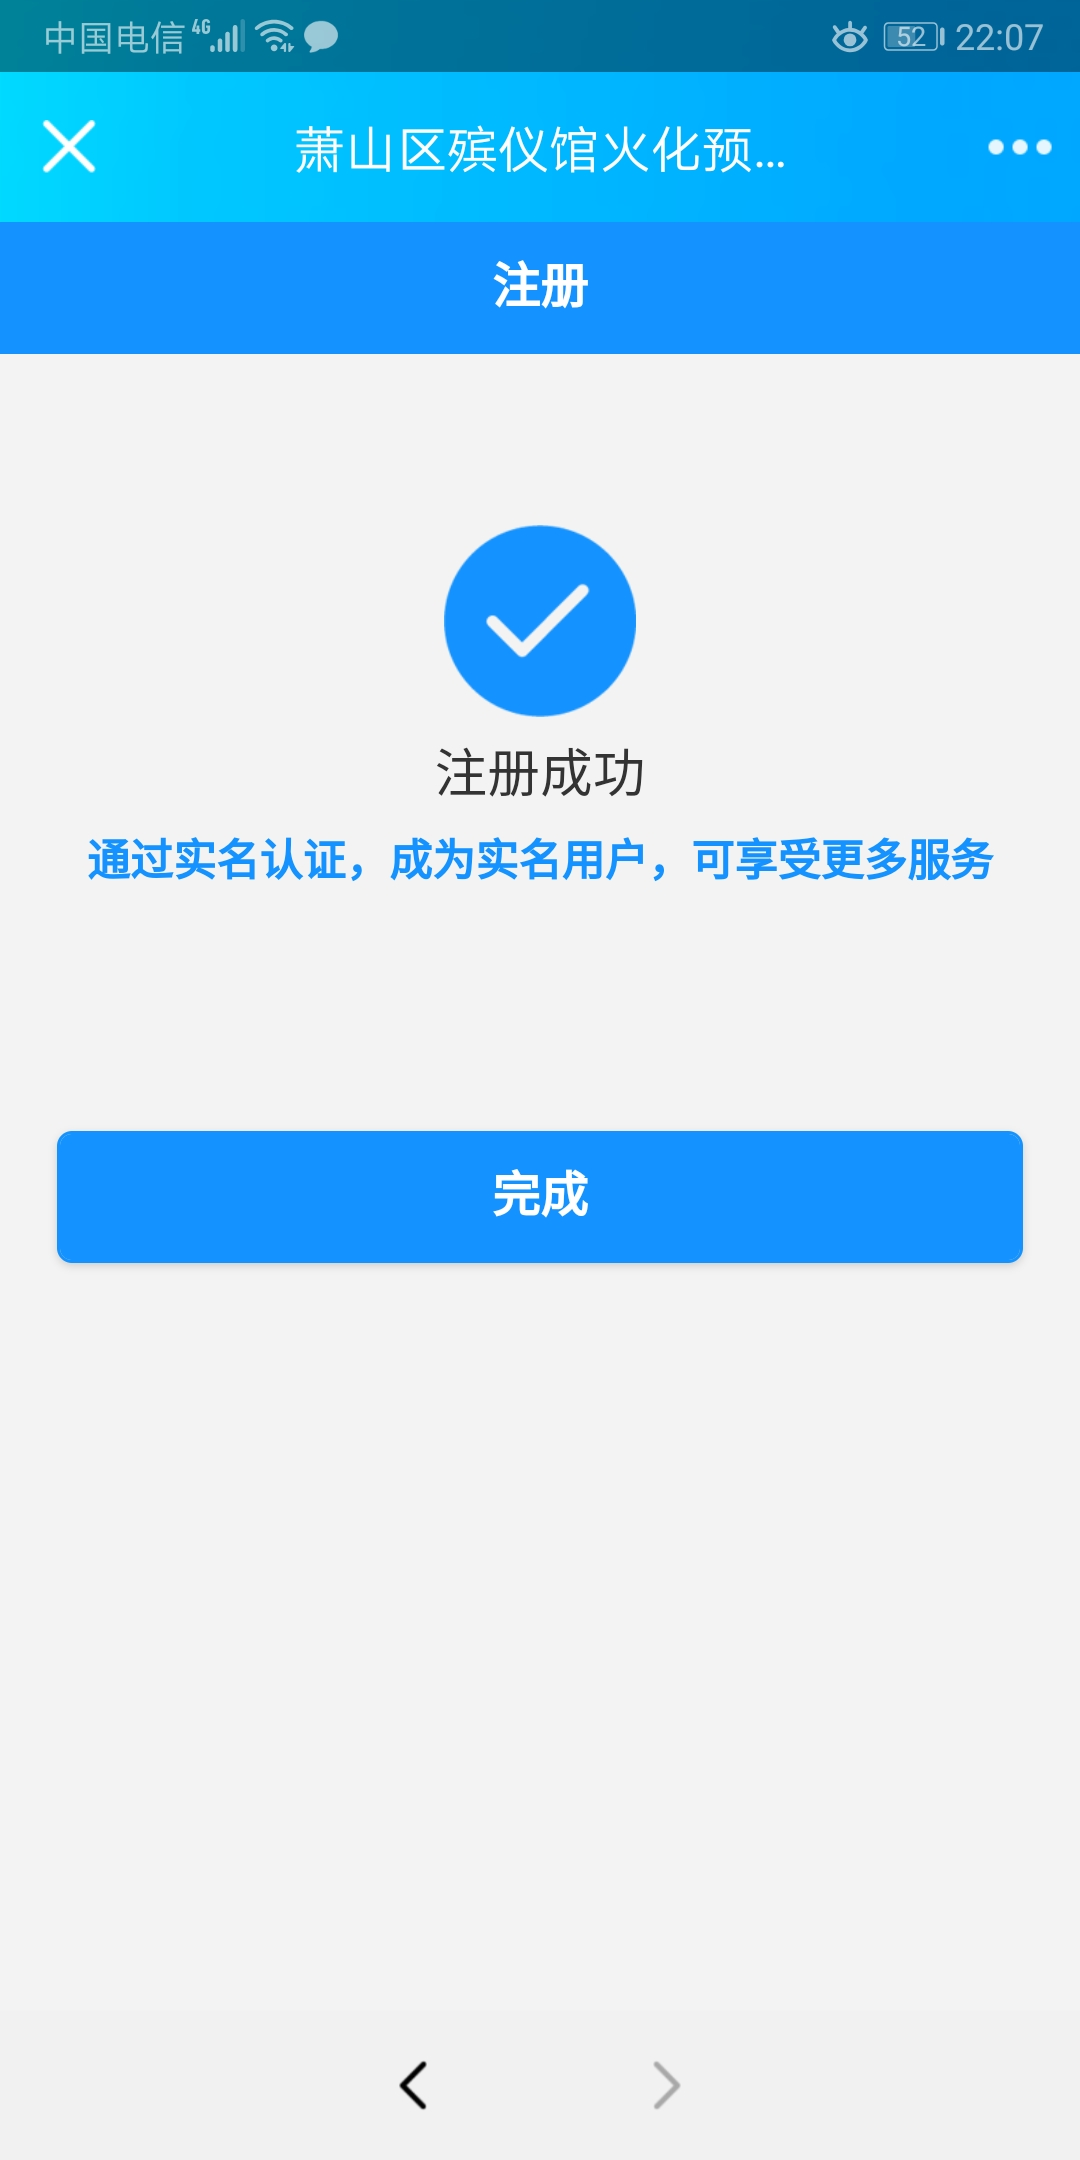 中国电信 4G 52 22:07
萧山区殡仪馆火化预...
注册
注册成功
通过实名认证，成为实名用户，可享受更多服务
完成